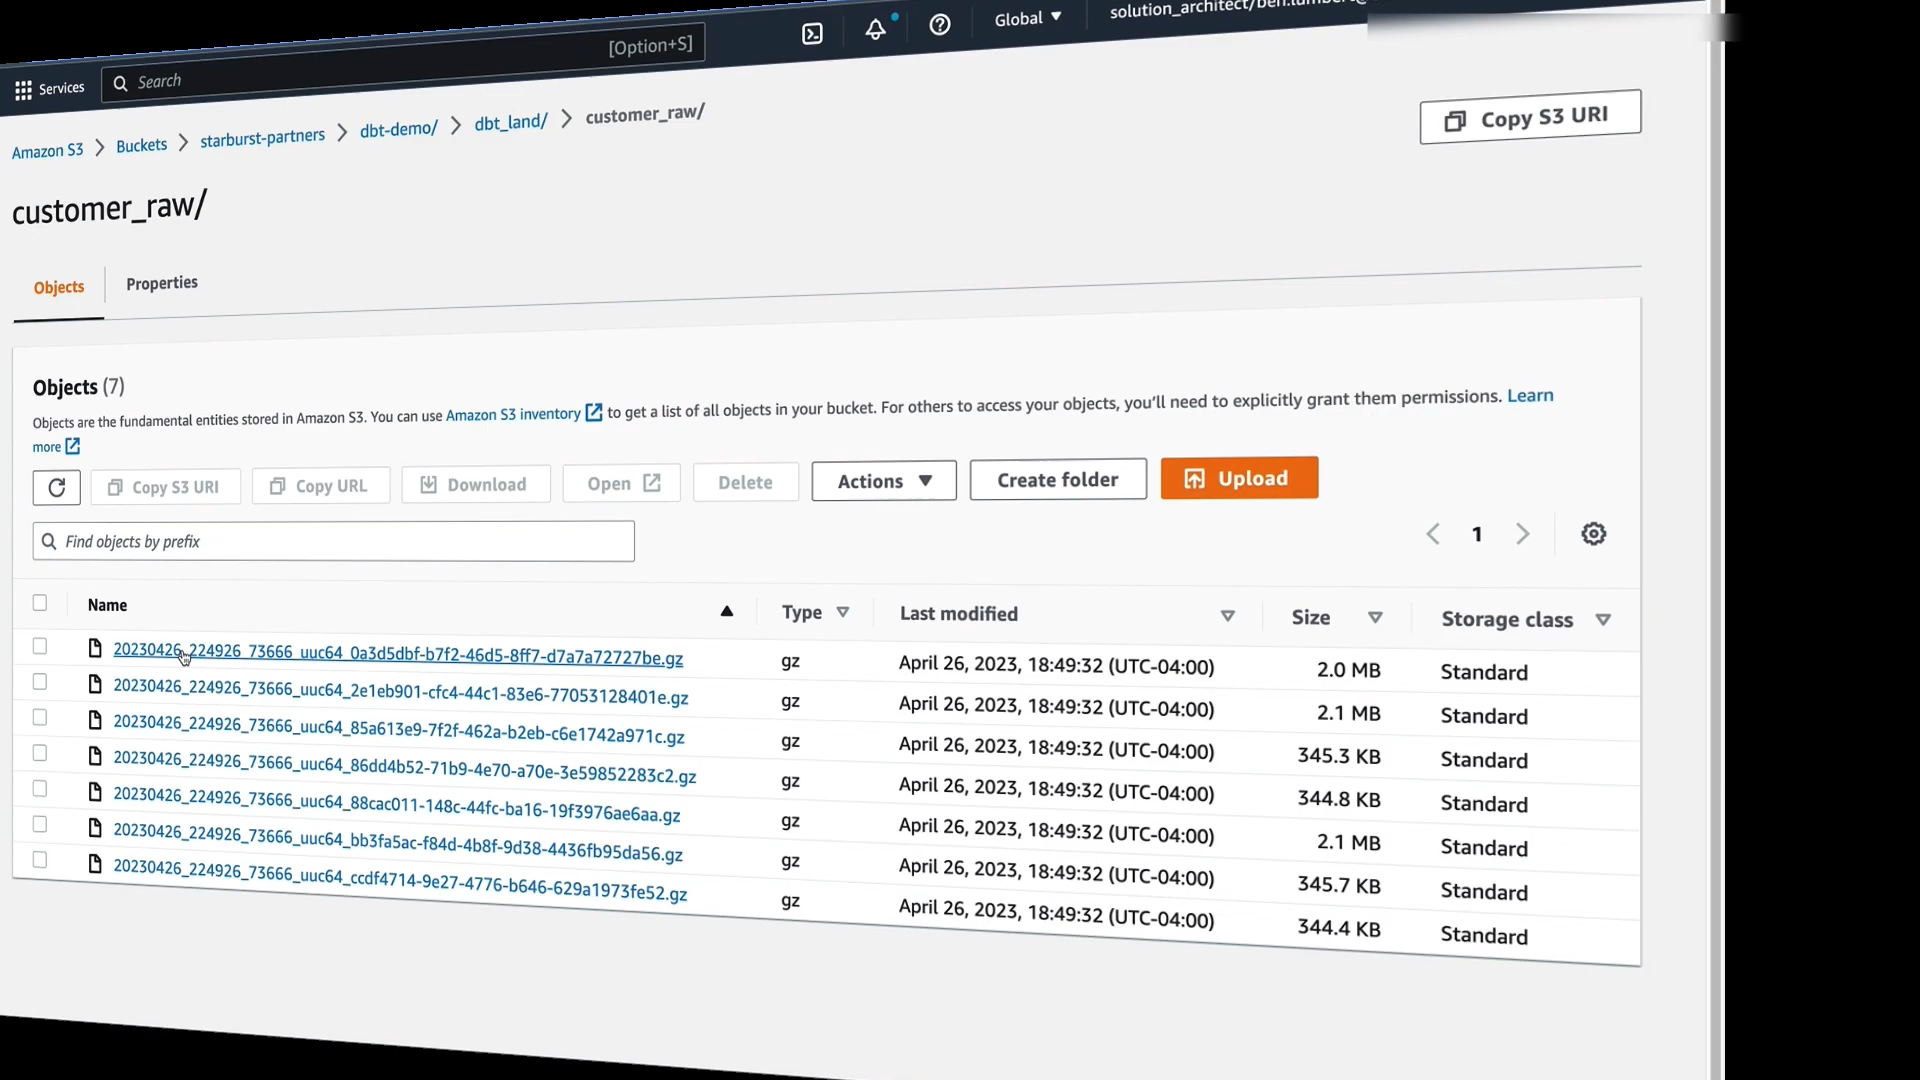 Services
Search
[Option+S]
Global
Amazon S3 > Buckets > starburst-partners > dbt-demo/ > dbt_land/ > customer_raw/
customer_raw/
Copy S3 URI
Objects
Properties
Objects (7)
Objects are the fundamental entities stored in Amazon S3. You can use Amazon S3 inventory to get a list of all objects in your bucket. For others to access your objects, you'll need to explicitly grant them permissions. Learn
more
Copy S3 URI
Copy URL
Download
Open
Delete
Actions
Create folder
Upload
Find objects by prefix
1
Name Type Last modified Size Storage class
20230426_224926_73666_uuc64_0a3d5dbf-b7f2-46d5-8ff7-d7a7a72727be.gz gz April 26, 2023, 18:49:32 (UTC-04:00) 2.0 MB Standard
20230426_224926_73666_uuc64_2e1eb901-cfc4-44c1-83e6-77053128401e.gz gz April 26, 2023, 18:49:32 (UTC-04:00) 2.1 MB Standard
20230426_224926_73666_uuc64_85a613e9-7f2f-462a-b2eb-c6e1742a971c.gz gz April 26, 2023, 18:49:32 (UTC-04:00) 345.3 KB Standard
20230426_224926_73666_uuc64_86dd4b52-71b9-4e70-a70e-3e59852283c2.gz gz April 26, 2023, 18:49:32 (UTC-04:00) 344.8 KB Standard
20230426_224926_73666_uuc64_88cac011-148c-44fc-ba16-19f3976ae6aa.gz gz April 26, 2023, 18:49:32 (UTC-04:00) 2.1 MB Standard
20230426_224926_73666_uuc64_bb3fa5ac-f84d-4b8f-9d38-4436fb95da56.gz gz April 26, 2023, 18:49:32 (UTC-04:00) 345.7 KB Standard
20230426_224926_73666_uuc64_ccdf4714-9e27-4776-b646-629a1973fe52.gz gz April 26, 2023, 18:49:32 (UTC-04:00) 344.4 KB Standard